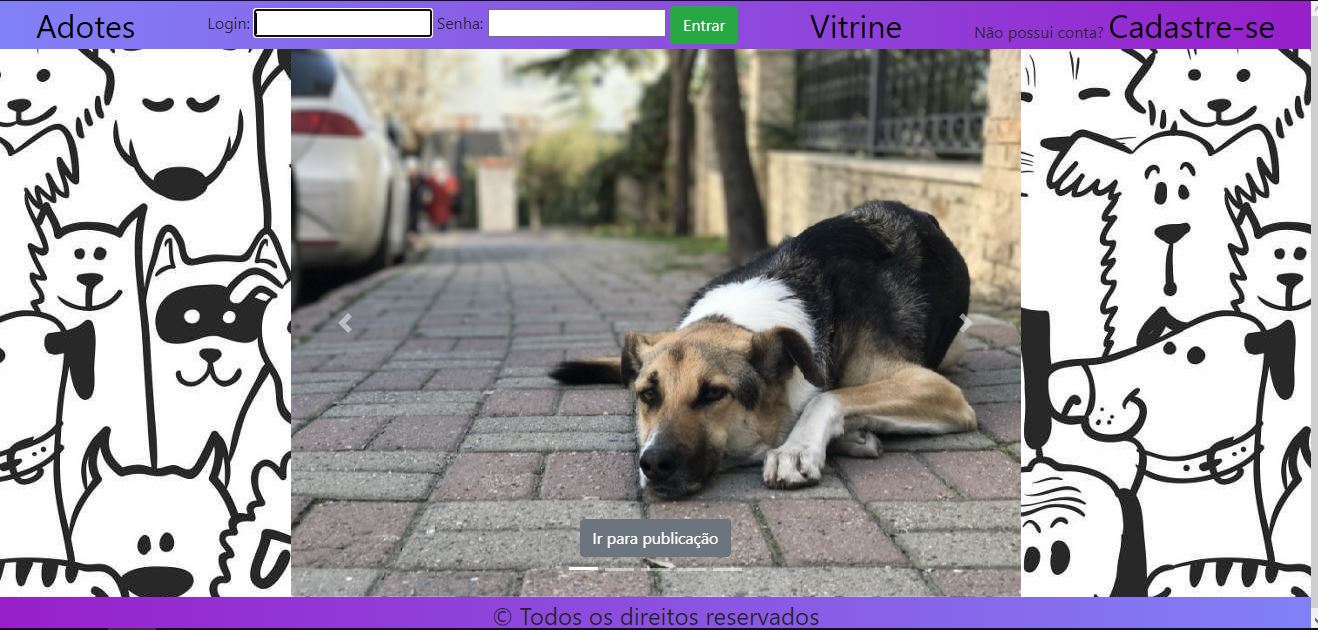 Adotes Login: Senha: Entrar Vitrine Não possui conta? Cadastre-se
Ir para publicação
© Todos os direitos reservados